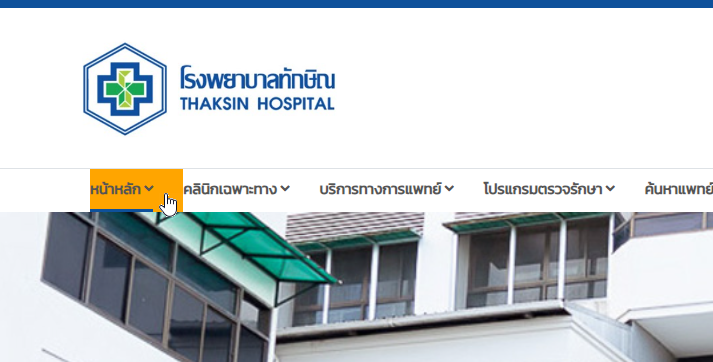 โรงพยาบาลทักษิณ
THAKSIN HOSPITAL
หน้าหลัก คลินิกเฉพาะทาง บริการทางการแพทย์ โปรแกรมตรวจรักษา ค้นหาแพทย์